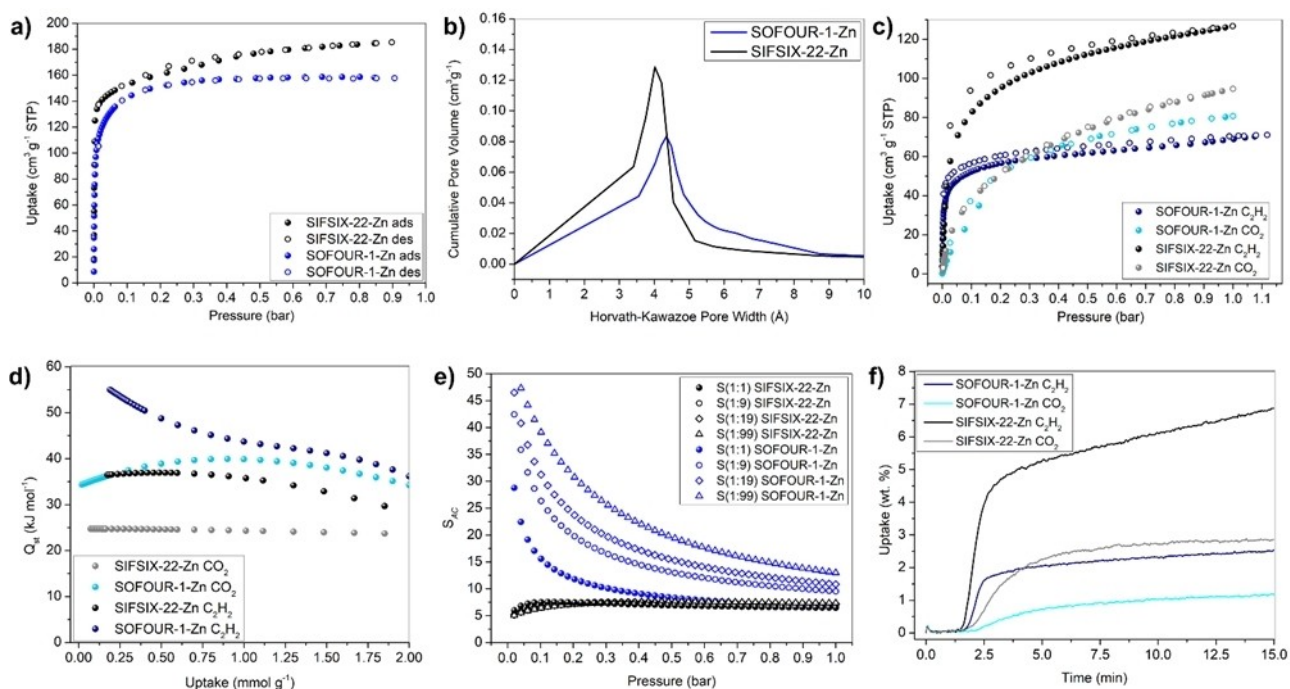 a)
Uptake (cm³ g⁻¹ STP)
200
180
160
140
120
100
80
60
40
20
0
0.0 0.1 0.2 0.3 0.4 0.5 0.6 0.7 0.8 0.9 1.0
Pressure (bar)
SIFSIX-22-Zn ads
SIFSIX-22-Zn des
SOFOUR-1-Zn ads
SOFOUR-1-Zn des
b)
Cumulative Pore Volume (cm³g⁻¹)
0.16
0.14
0.12
0.10
0.08
0.06
0.04
0.02
0.00
0 1 2 3 4 5 6 7 8 9 10
Horvath-Kawazoe Pore Width (Å)
SOFOUR-1-Zn
SIFSIX-22-Zn
c)
Uptake (cm³ g⁻¹ STP)
120
100
80
60
40
20
0
0.0 0.1 0.2 0.3 0.4 0.5 0.6 0.7 0.8 0.9 1.0 1.1
Pressure (bar)
SOFOUR-1-Zn C₂H₂
SOFOUR-1-Zn CO₂
SIFSIX-22-Zn C₂H₂
SIFSIX-22-Zn CO₂
d)
Qst (kJ mol⁻¹)
60
50
40
30
20
10
0
0.00 0.25 0.50 0.75 1.00 1.25 1.50 1.75 2.00
Uptake (mmol g⁻¹)
SIFSIX-22-Zn CO₂
SOFOUR-1-Zn CO₂
SIFSIX-22-Zn C₂H₂
SOFOUR-1-Zn C₂H₂
e)
S_AC
50
45
40
35
30
25
20
15
10
5
0
0.0 0.1 0.2 0.3 0.4 0.5 0.6 0.7 0.8 0.9 1.0
Pressure (bar)
S(1:1) SIFSIX-22-Zn
S(1:9) SIFSIX-22-Zn
S(1:19) SIFSIX-22-Zn
S(1:99) SIFSIX-22-Zn
S(1:1) SOFOUR-1-Zn
S(1:9) SOFOUR-1-Zn
S(1:19) SOFOUR-1-Zn
S(1:99) SOFOUR-1-Zn
f)
Uptake (wt. %)
8
7
6
5
4
3
2
1
0
0.0 2.5 5.0 7.5 10.0 12.5 15.0
Time (min)
SOFOUR-1-Zn C₂H₂
SOFOUR-1-Zn CO₂
SIFSIX-22-Zn C₂H₂
SIFSIX-22-Zn CO₂